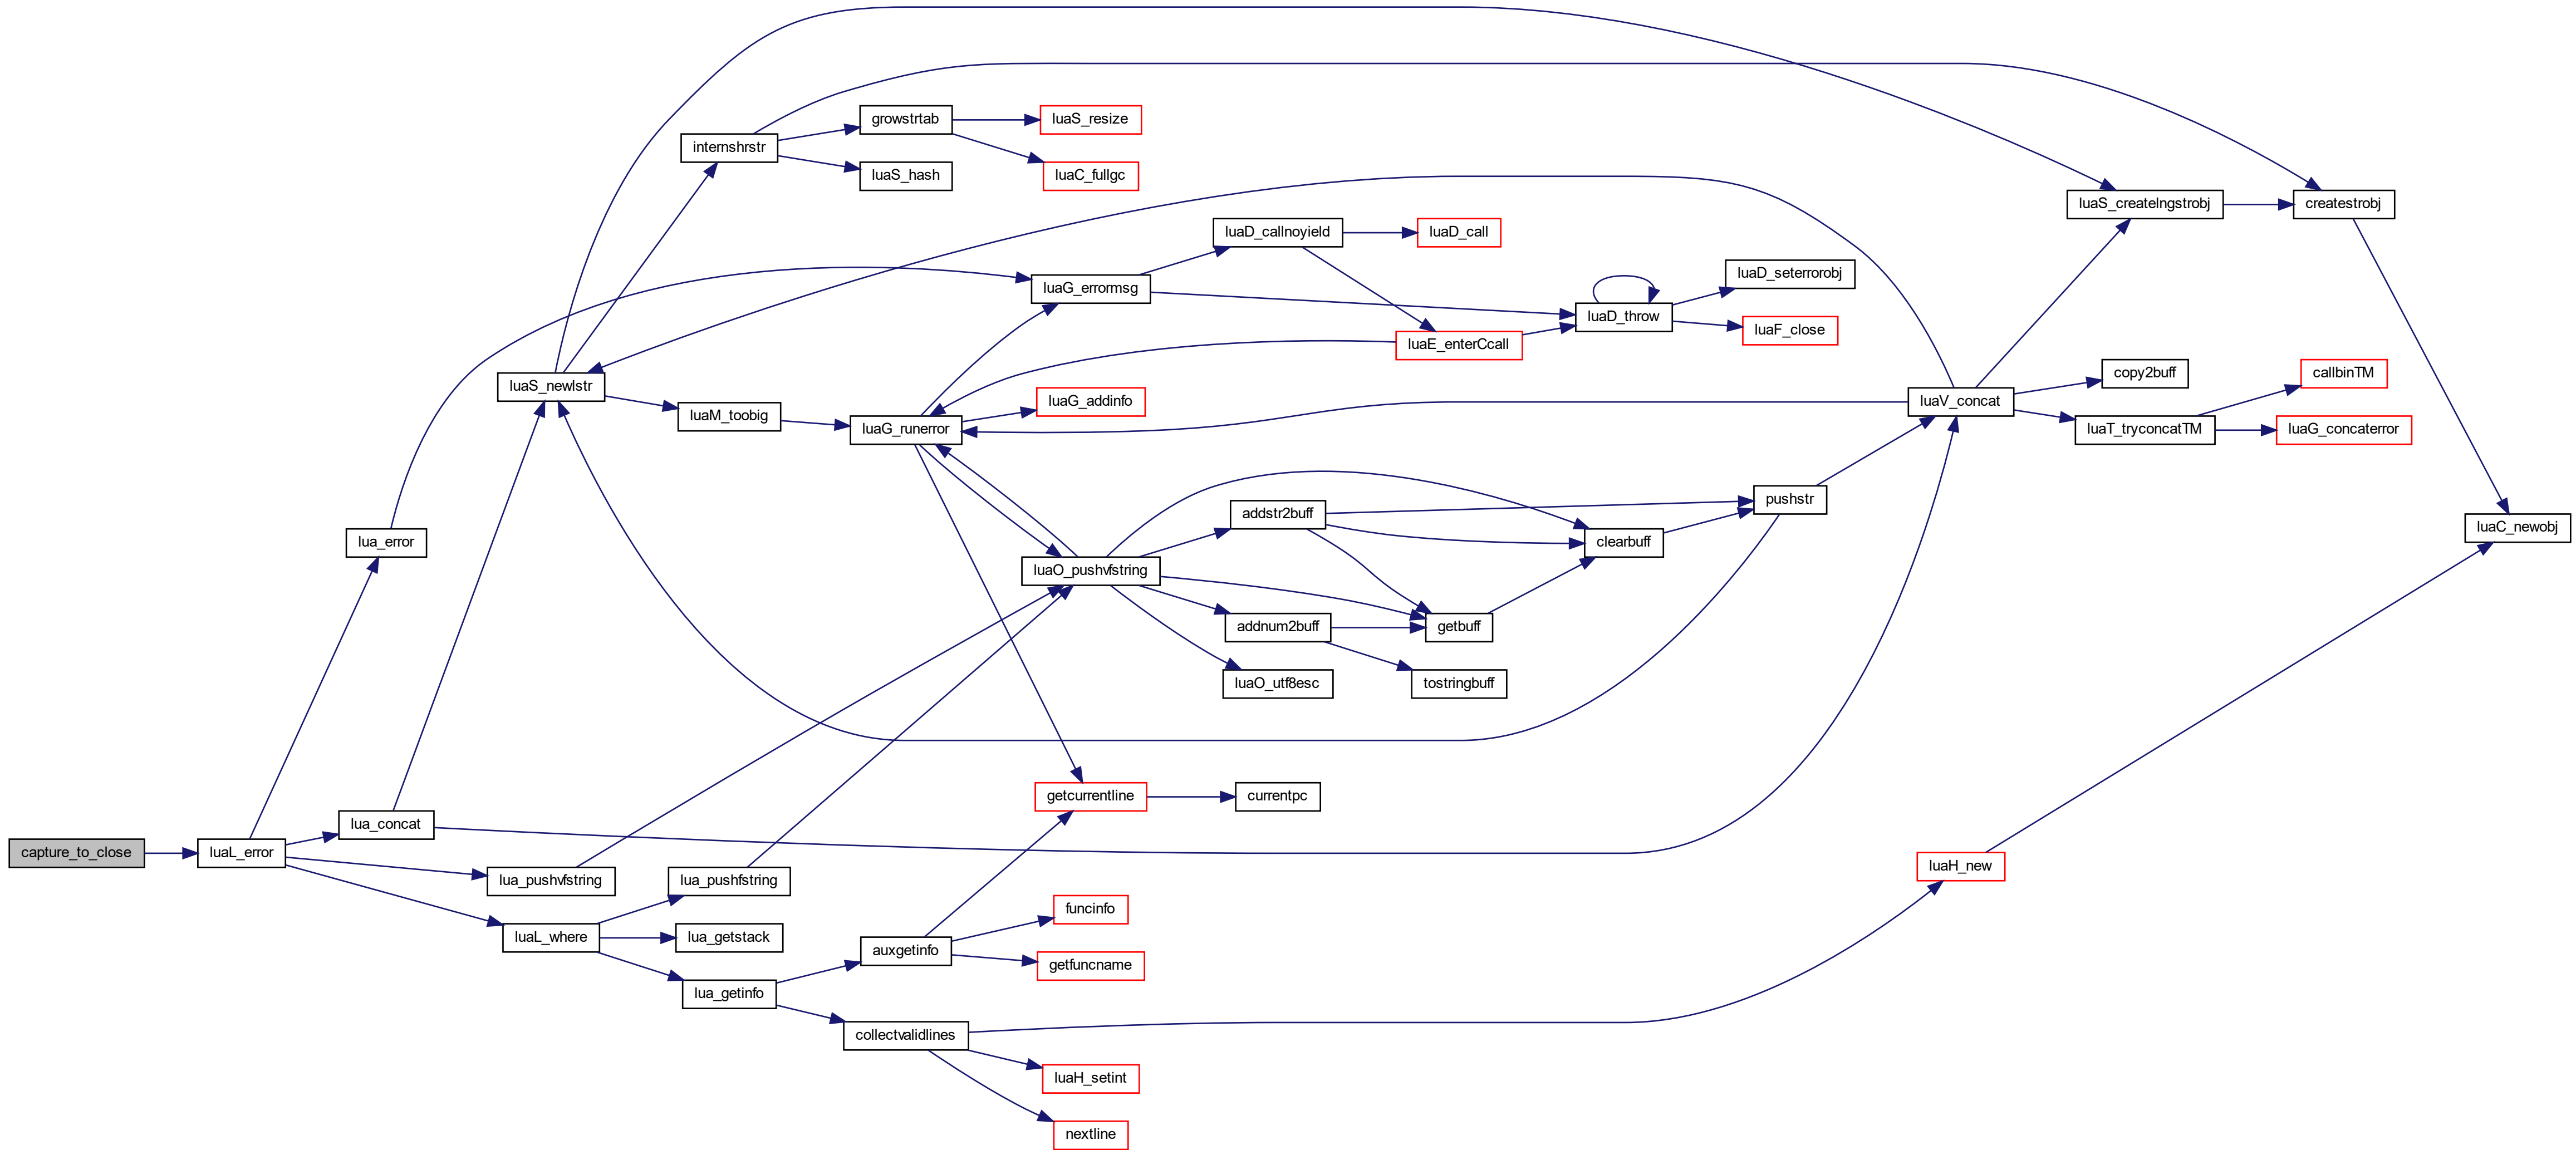 growstrtab
luaS_resize
internshrstr
luaS_hash
luaC_fullgc
luaS_createlngstrobj
createstrobj
luaD_callnoyield
luaD_call
luaG_errormsg
luaD_seterrorobj
luaD_throw
luaF_close
luaE_enterCcall
luaS_newlstr
copy2buff
callbinTM
luaM_toobig
luaG_addinfo
luaV_concat
luaG_runerror
luaT_tryconcatTM
luaG_concaterror
pushstr
addstr2buff
lua_error
clearbuff
luaC_newobj
luaO_pushvfstring
addnum2buff
getbuff
luaO_utf8esc
tostringbuff
getcurrentline
currentpc
lua_concat
capture_to_close
luaL_error
lua_pushvfstring
lua_pushfstring
luaH_new
funcinfo
luaL_where
lua_getstack
auxgetinfo
getfuncname
lua_getinfo
collectvalidlines
luaH_setint
nextline